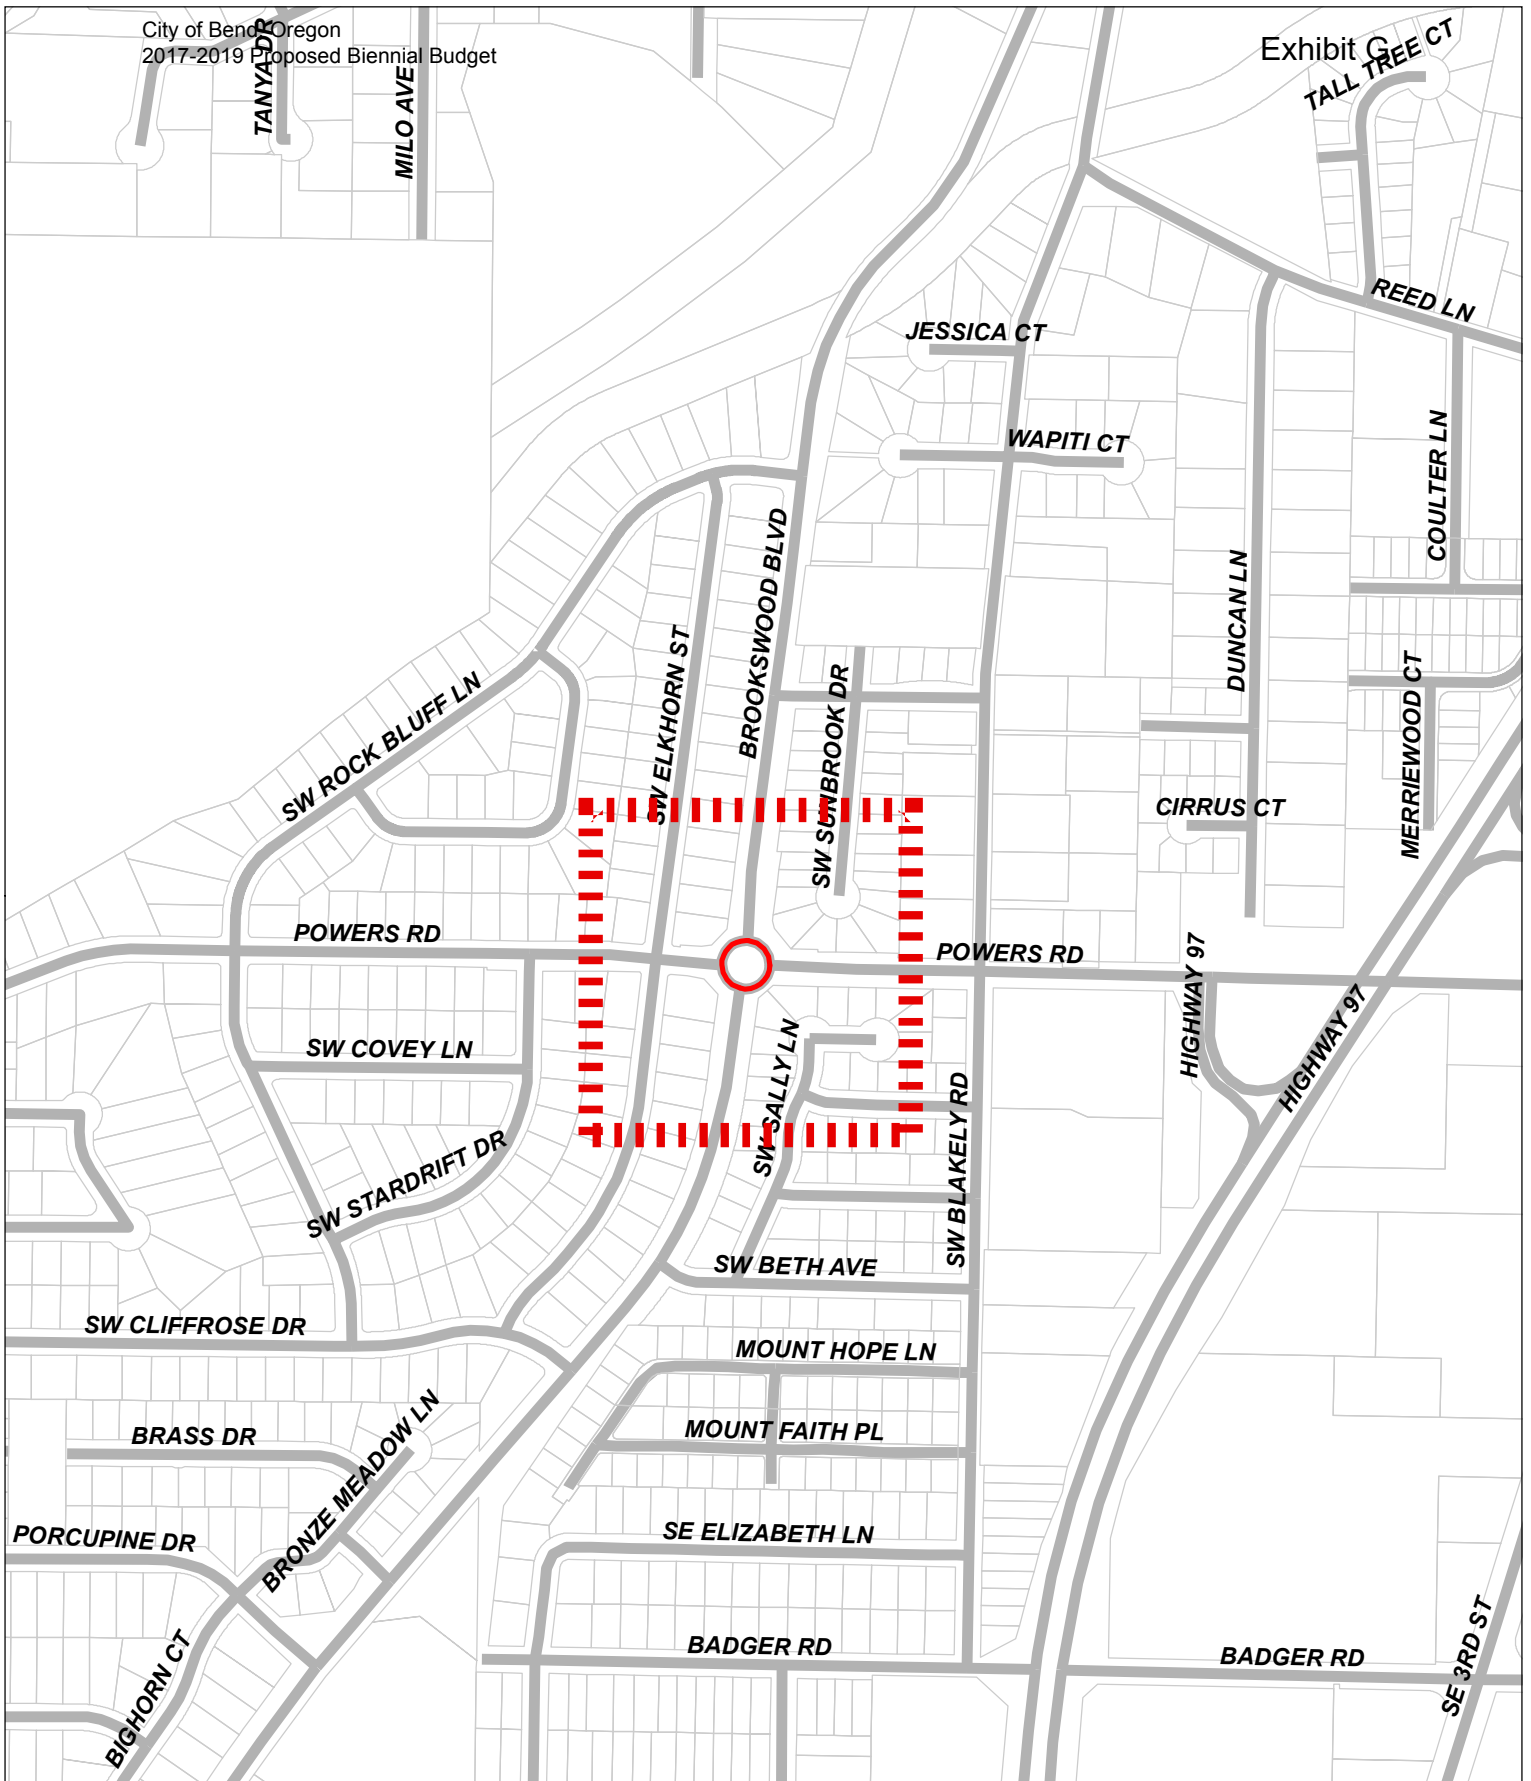 City of Bend, Oregon
2017-2019 Proposed Biennial Budget
Exhibit G
TANYA DR
MILO AVE
TALL TREE CT
REED LN
JESSICA CT
WAPITI CT
COULTER LN
BROOKSWOOD BLVD
DUNCAN LN
SW ELKHORN ST
SW ROCK BLUFF LN
SW SUNBROOK DR
MERRIEWOOD CT
CIRRUS CT
POWERS RD
POWERS RD
HIGHWAY 97
HIGHWAY 97
SW COVEY LN
SW SALLY LN
SW BLAKELY RD
SW STARDRIFT DR
SW BETH AVE
SW CLIFFROSE DR
MOUNT HOPE LN
BRASS DR
MOUNT FAITH PL
BRONZE MEADOW LN
PORCUPINE DR
SE ELIZABETH LN
BIGHORN CT
BADGER RD
BADGER RD
SE 3RD ST